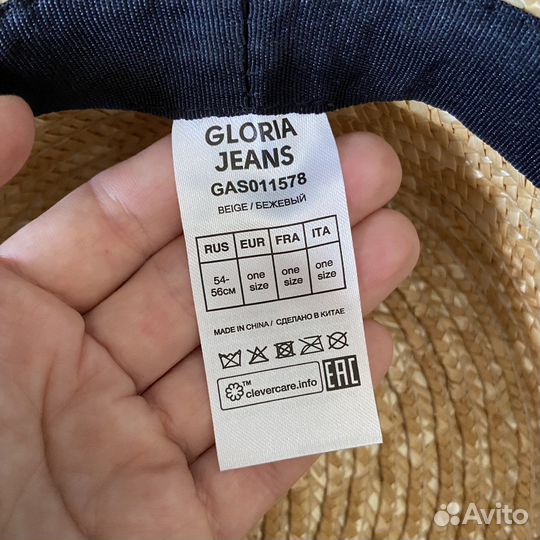 GLORIA
JEANS
GAS011578
BEIGE / БЕЖЕВЫЙ
RUS EUR FRA ITA
54-56см one size one size one size
MADE IN CHINA / СДЕЛАНО В КИТАЕ
™ clevercare.info EAC
Avito